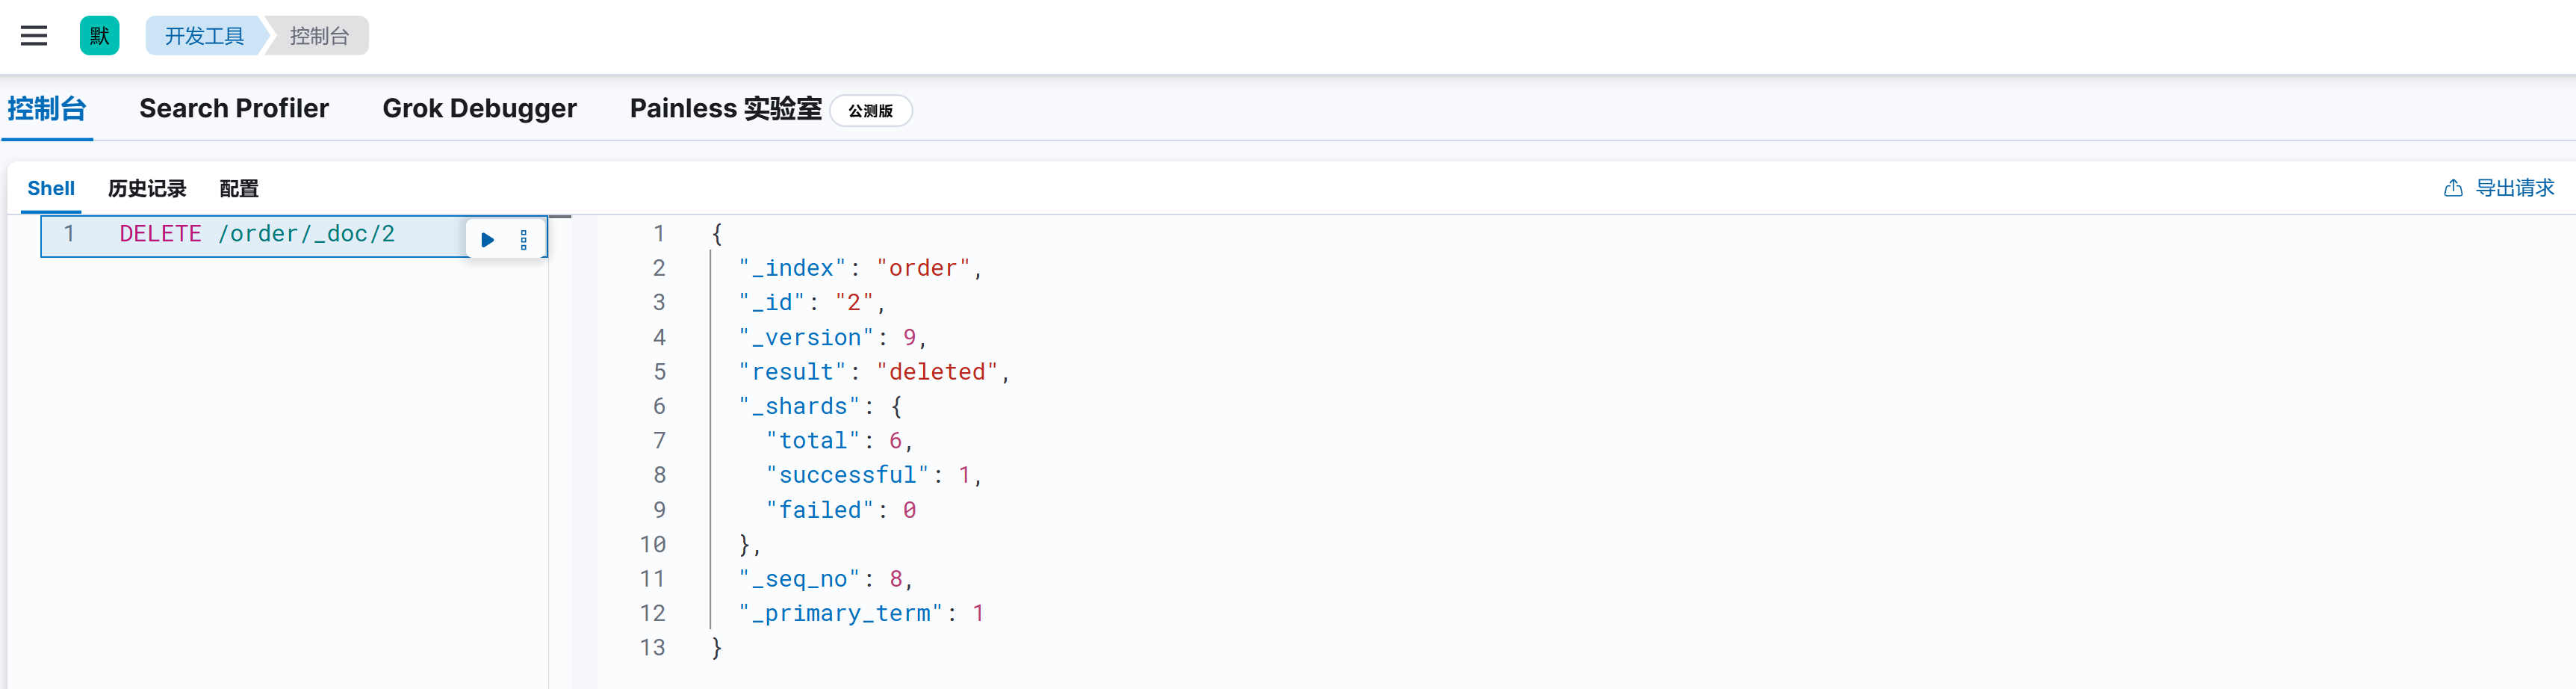 默 开发工具 控制台
控制台 Search Profiler Grok Debugger Painless 实验室 公测版
Shell 历史记录 配置 导出请求
1 DELETE /order/_doc/2
1 {
2 "_index": "order",
3 "_id": "2",
4 "_version": 9,
5 "result": "deleted",
6 "_shards": {
7 "total": 6,
8 "successful": 1,
9 "failed": 0
10 },
11 "_seq_no": 8,
12 "_primary_term": 1
13 }